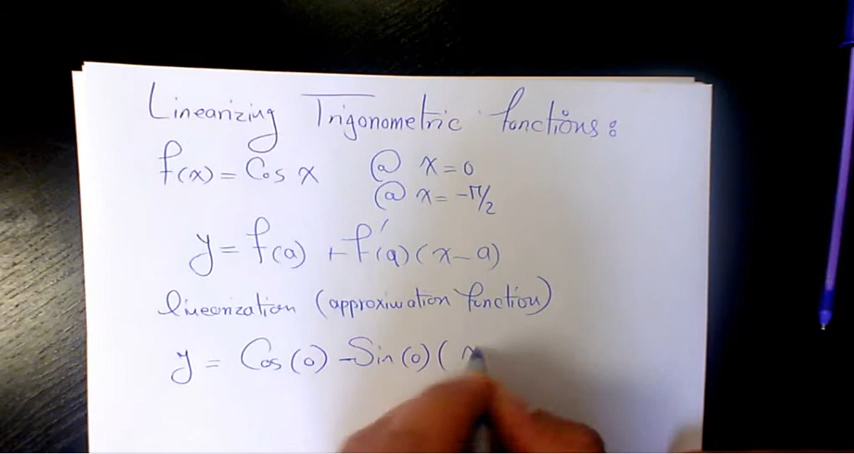 Linearizing Trigonometric functions:
f(x) = Cos x @ x = 0
@ x = -π/2
y = f(a) + f'(a)(x-a)
linearization (approximation function)
y = Cos(0) - Sin(0)( x